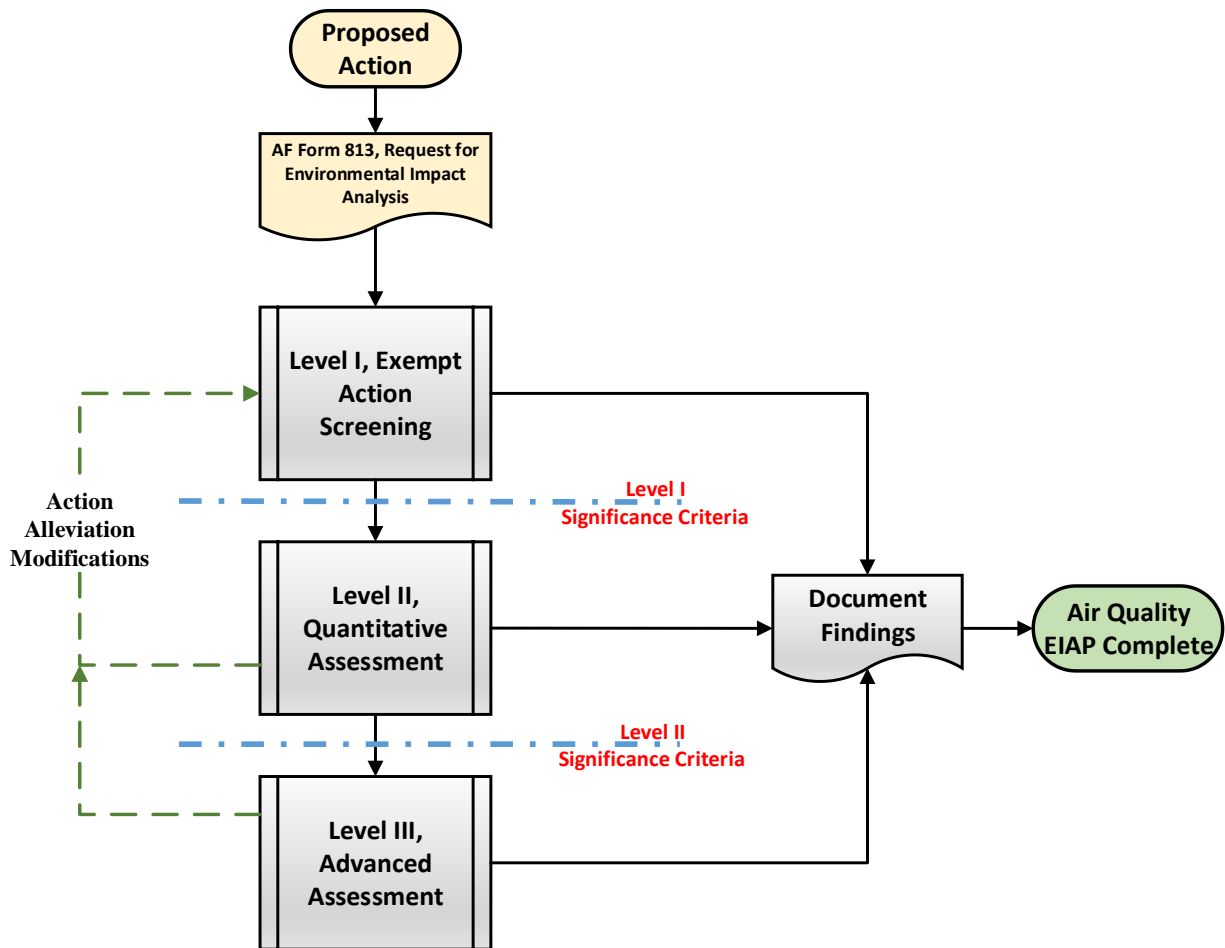 Proposed
Action
AF Form 813, Request for
Environmental Impact
Analysis
Level I, Exempt
Action
Screening
Level I
Significance Criteria
Action
Alleviation
Modifications
Level II,
Quantitative
Assessment
Document
Findings
Air Quality
EIAP Complete
Level II
Significance Criteria
Level III,
Advanced
Assessment